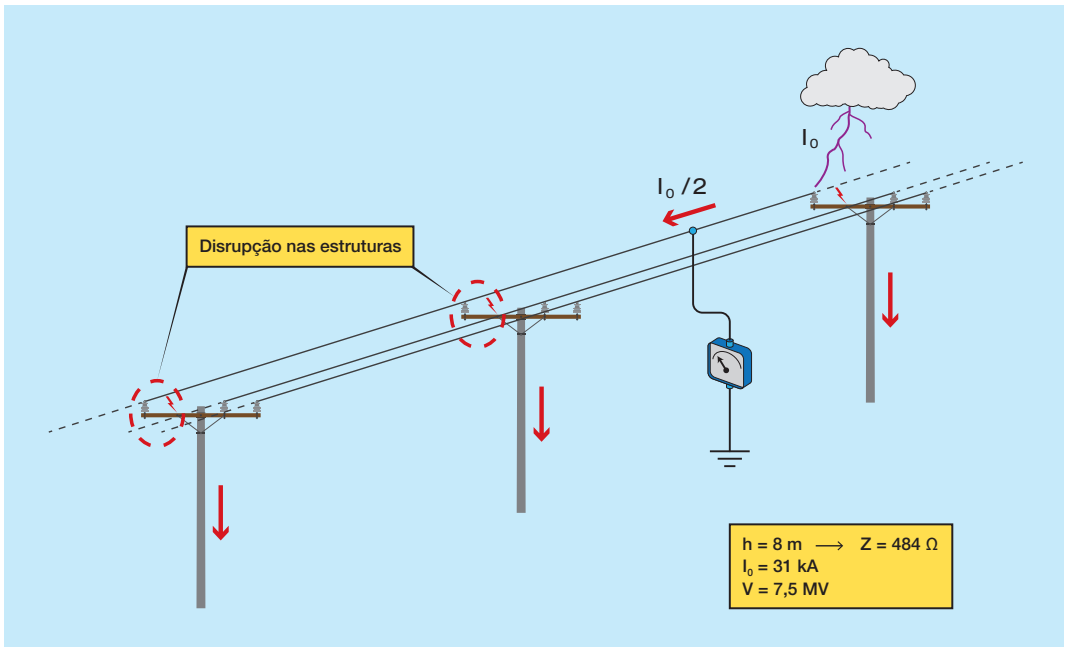 I₀
I₀ /2
Disrupção nas estruturas
h = 8 m ⟶ Z = 484 Ω
I₀ = 31 kA
V = 7,5 MV